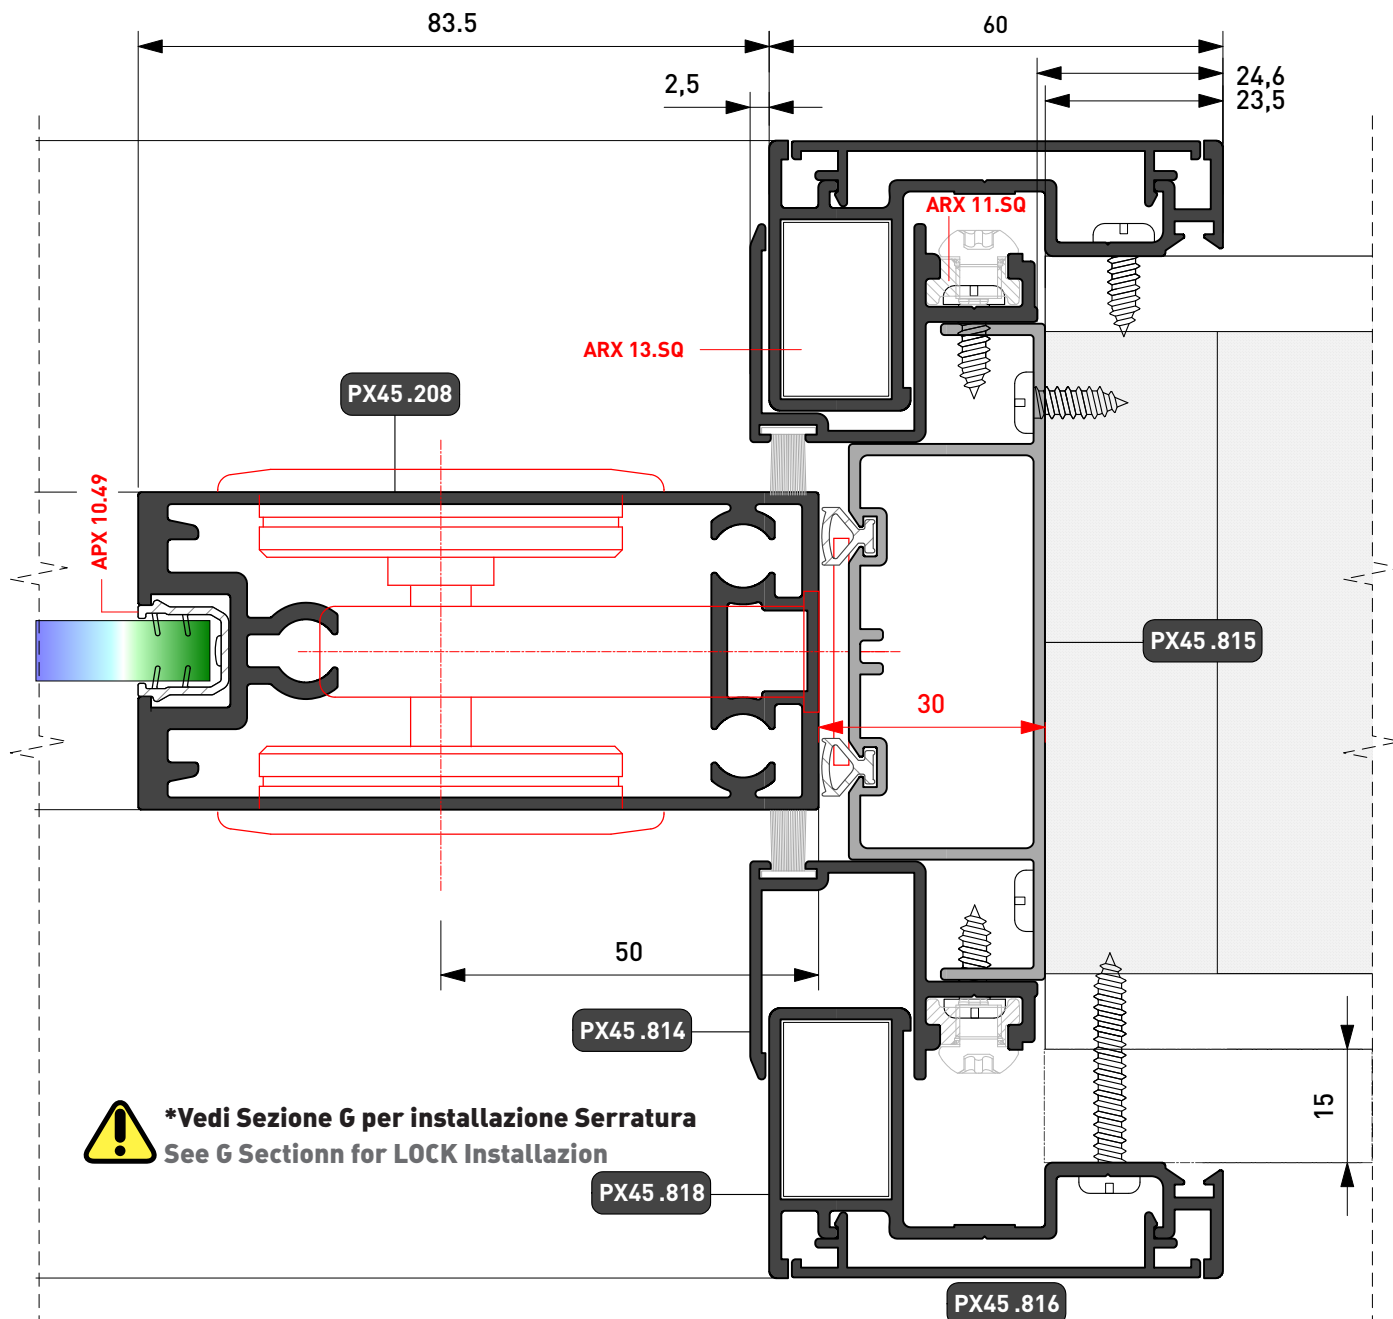 83.5
60
2,5
24,6
23,5
ARX 11.SQ
ARX 13.SQ
PX45.208
APX 10.49
PX45.815
30
50
PX45.814
15
*Vedi Sezione G per installazione Serratura
See G Sectionn for LOCK Installazion
PX45.818
PX45.816